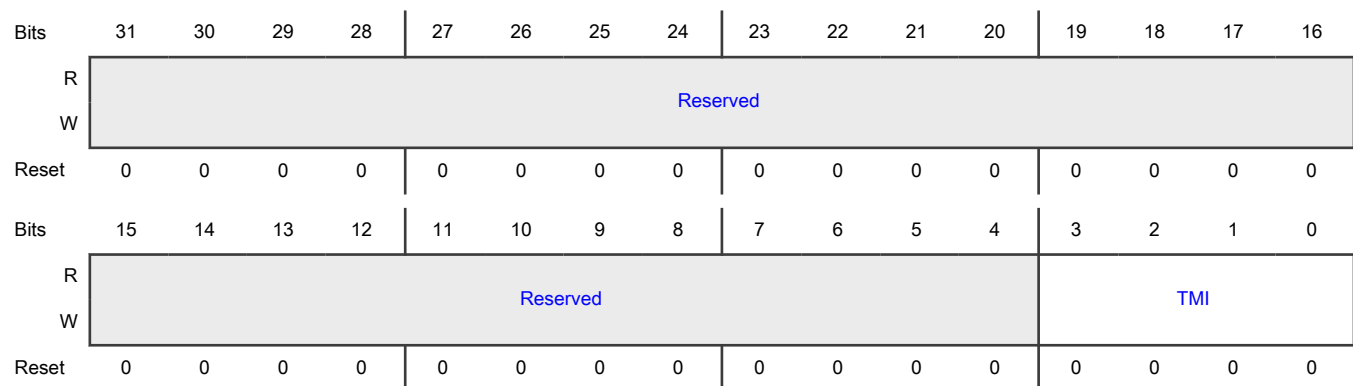 Bits 31 30 29 28 27 26 25 24 23 22 21 20 19 18 17 16
R
Reserved
W
Reset 0 0 0 0 0 0 0 0 0 0 0 0 0 0 0 0
Bits 15 14 13 12 11 10 9 8 7 6 5 4 3 2 1 0
R
Reserved TMI
W
Reset 0 0 0 0 0 0 0 0 0 0 0 0 0 0 0 0